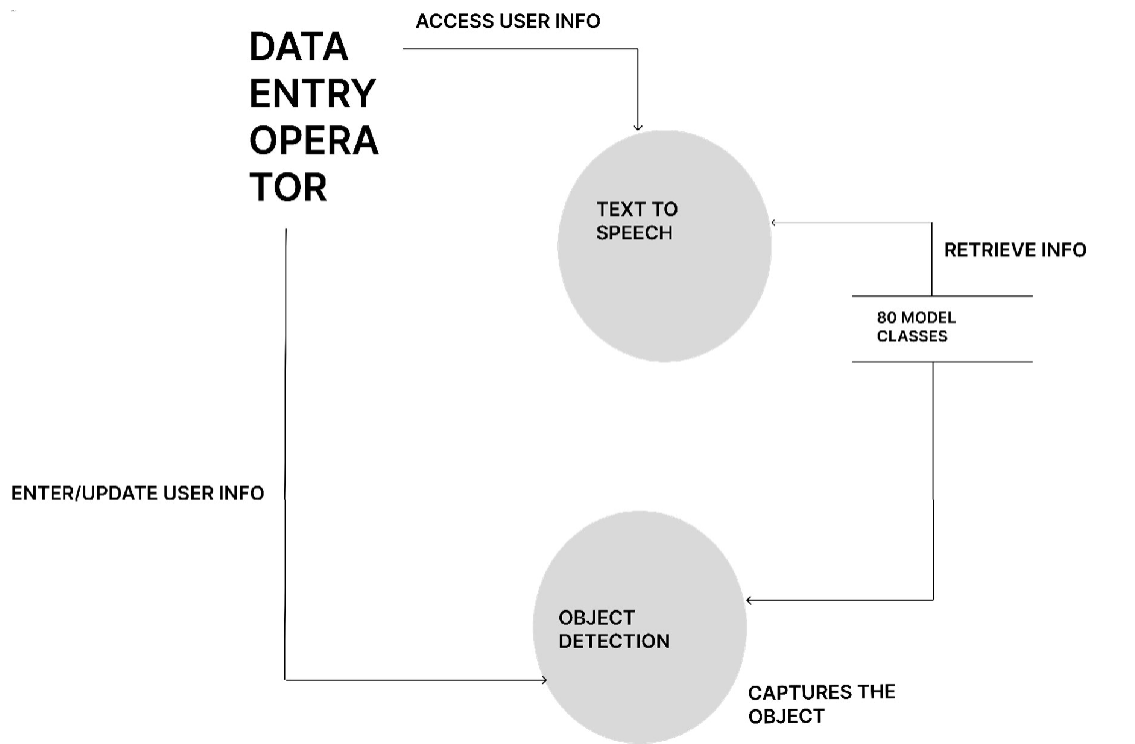 ACCESS USER INFO
DATA
ENTRY
OPERA
TOR
TEXT TO
SPEECH
RETRIEVE INFO
80 MODEL
CLASSES
ENTER/UPDATE USER INFO
OBJECT
DETECTION
CAPTURES THE
OBJECT